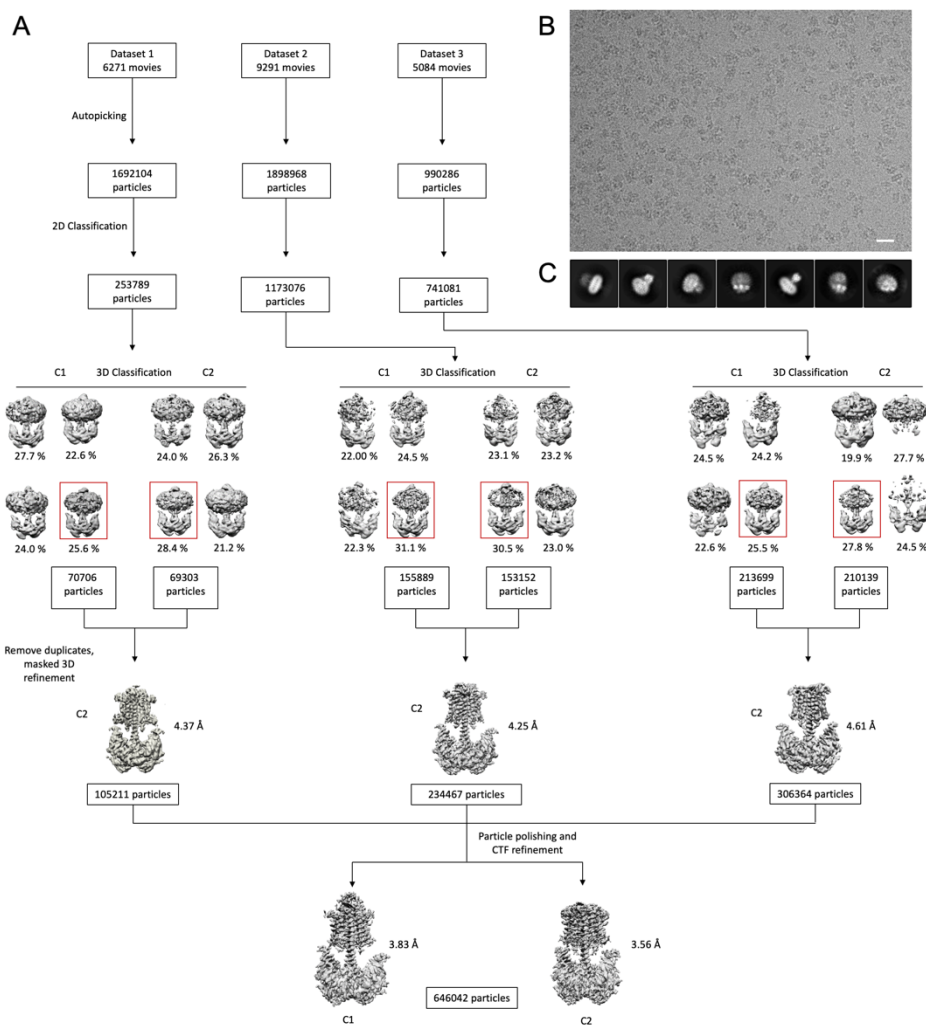 A
B
Dataset 1
6271 movies
Dataset 2
9291 movies
Dataset 3
5084 movies
Autopicking
1692104
particles
1898968
particles
990286
particles
2D Classification
C
253789
particles
1173076
particles
741081
particles
C1 3D Classification C2
C1 3D Classification C2
C1 3D Classification C2
27.7 % 22.6 % 24.0 % 26.3 %
22.00 % 24.5 % 23.1 % 23.2 %
24.5 % 24.2 % 19.9 % 27.7 %
24.0 % 25.6 % 28.4 % 21.2 %
22.3 % 31.1 % 30.5 % 23.0 %
22.6 % 25.5 % 27.8 % 24.5 %
70706
particles
69303
particles
155889
particles
153152
particles
213699
particles
210139
particles
Remove duplicates,
masked 3D
refinement
C2
4.37 Å
C2
4.25 Å
C2
4.61 Å
105211 particles
234467 particles
306364 particles
Particle polishing and
CTF refinement
3.83 Å
3.56 Å
646042 particles
C1
C2